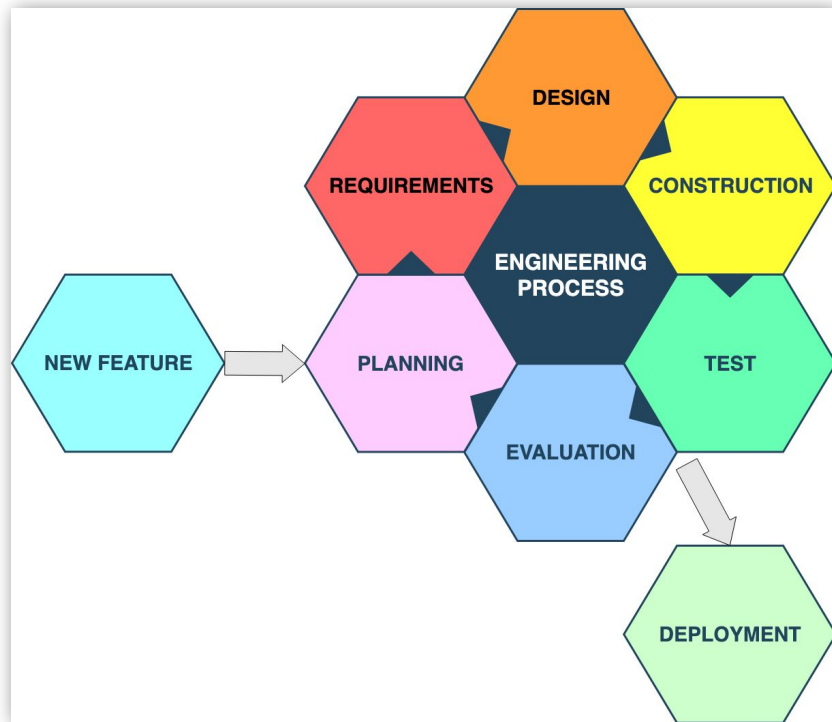 DESIGN
REQUIREMENTS
CONSTRUCTION
ENGINEERING
PROCESS
NEW FEATURE
PLANNING
TEST
EVALUATION
DEPLOYMENT